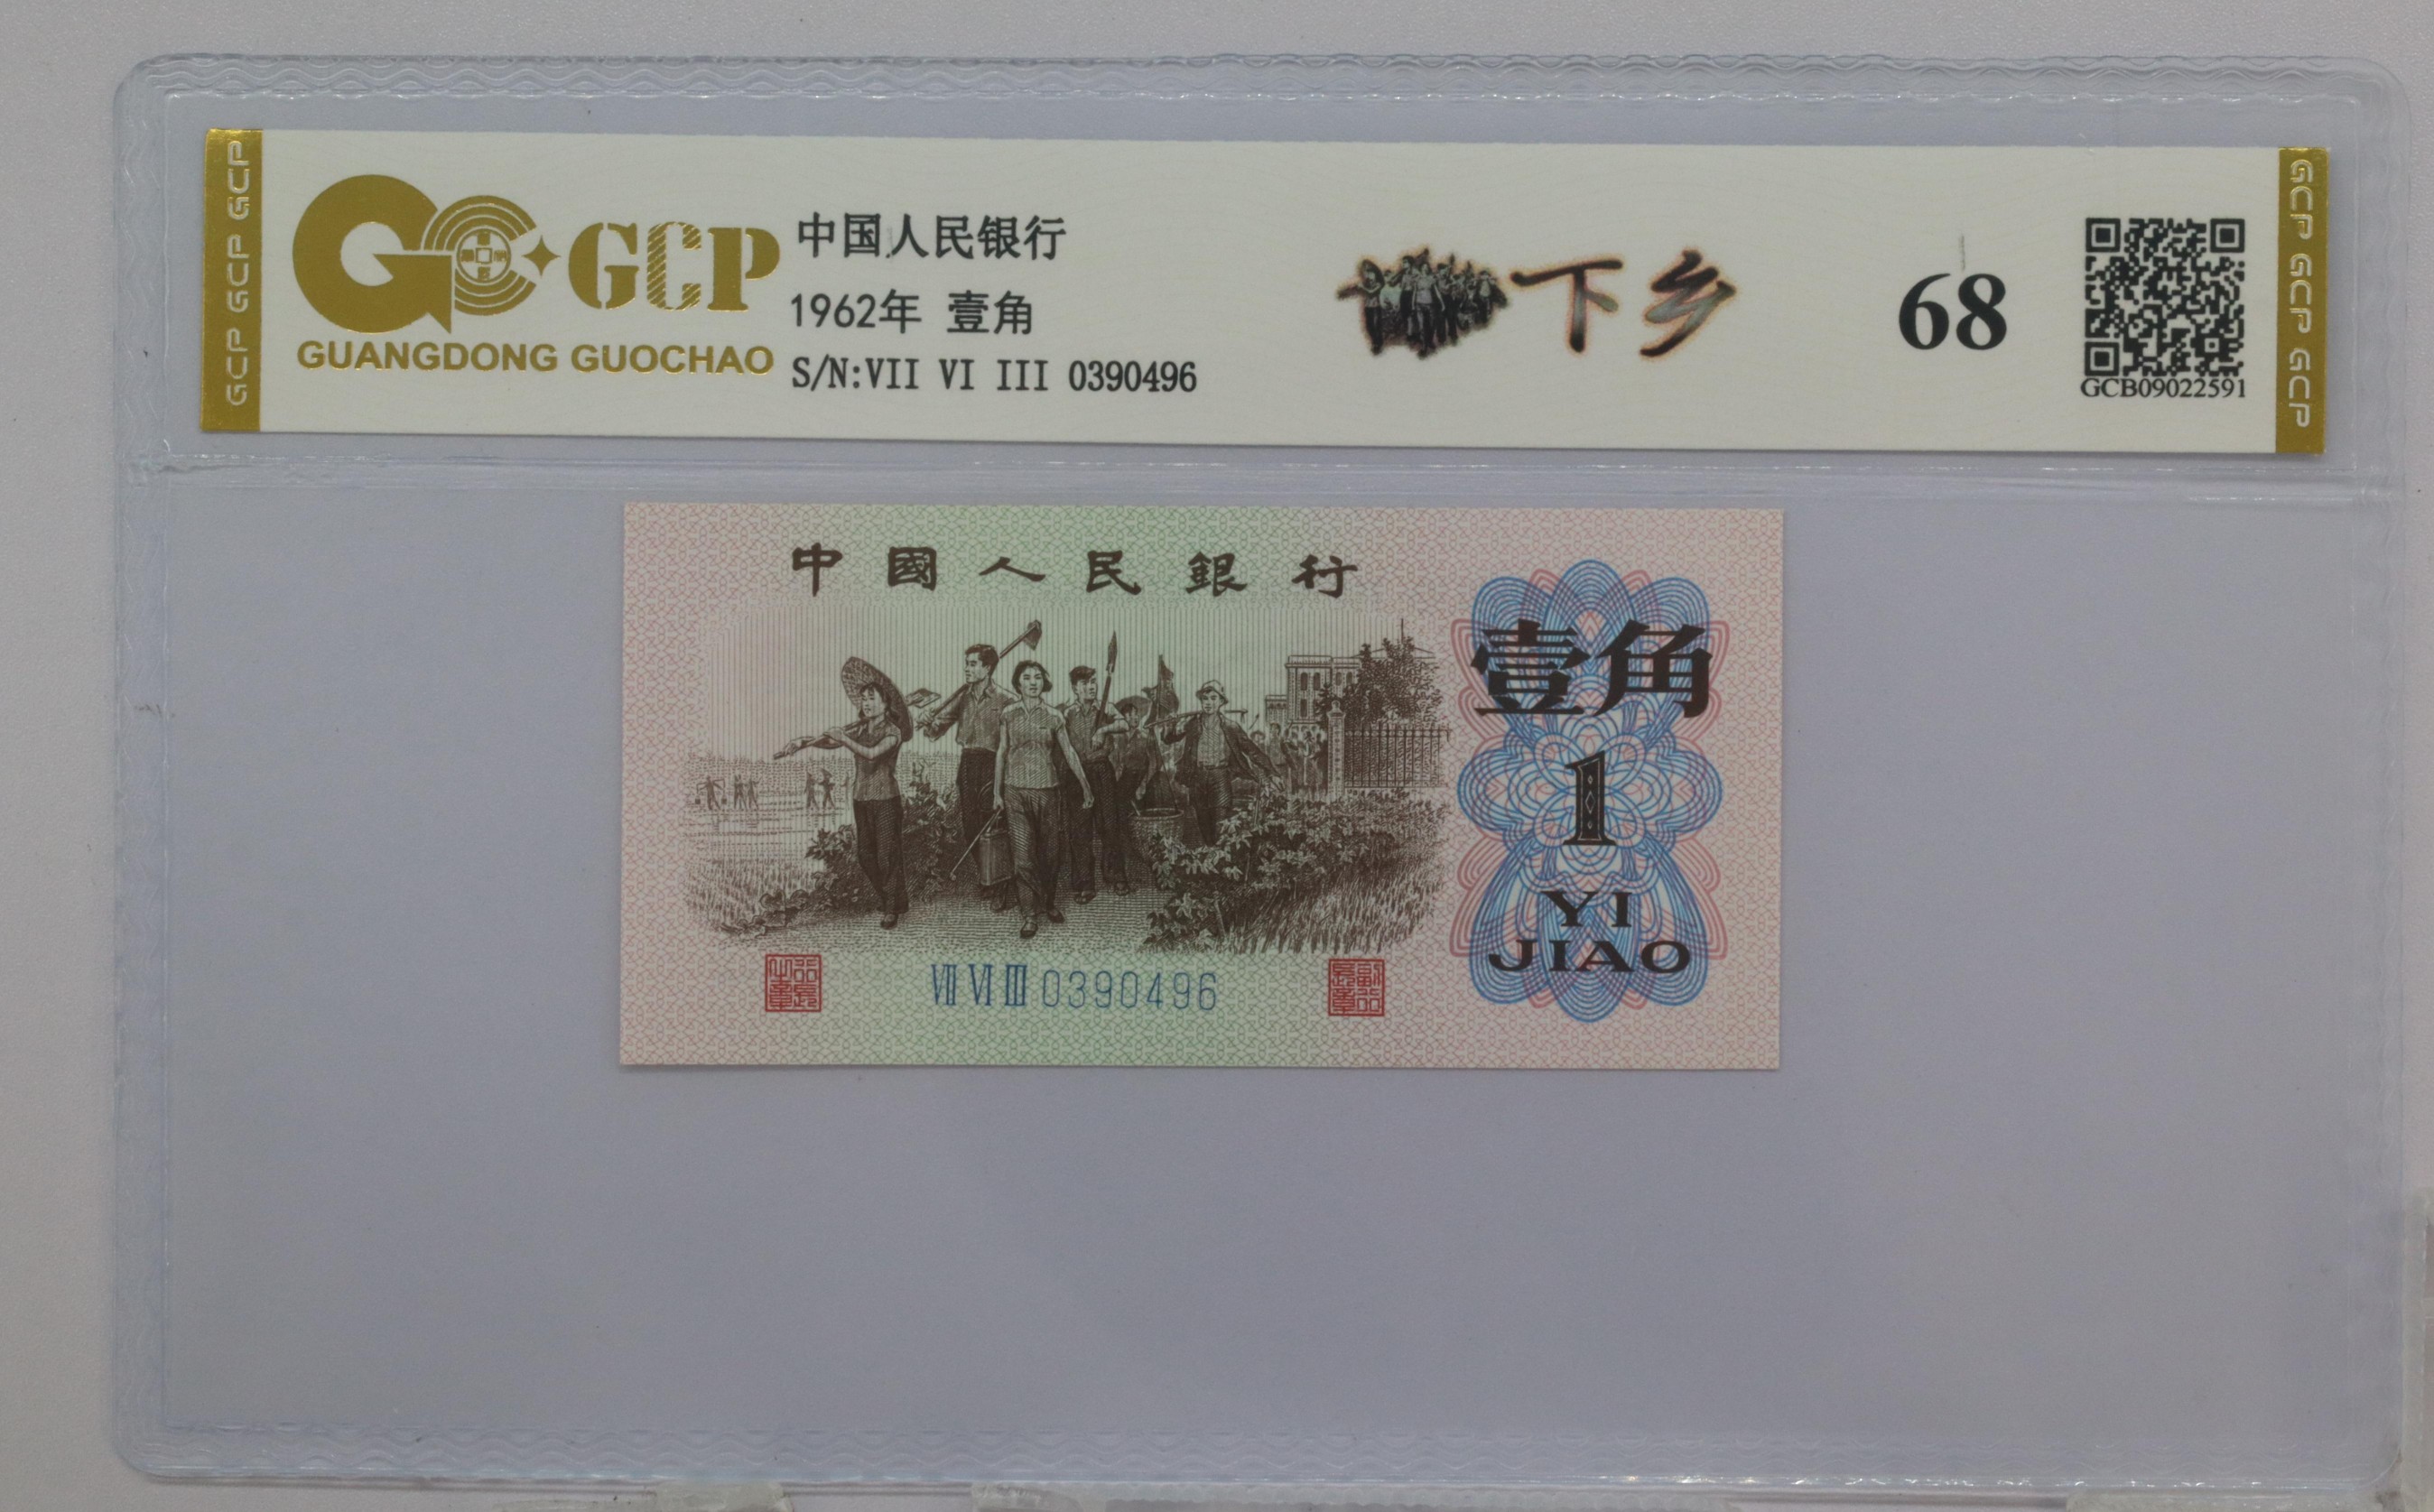 GCP GCP GCP
GCP
GUANGDONG GUOCHAO
中国人民银行
1962年 壹角
S/N:VII VI III 0390496
下乡
68
GCB09022591
GCP GCP GCP
中國人民銀行
壹角
1
YI
JIAO
VII VI III 0390496